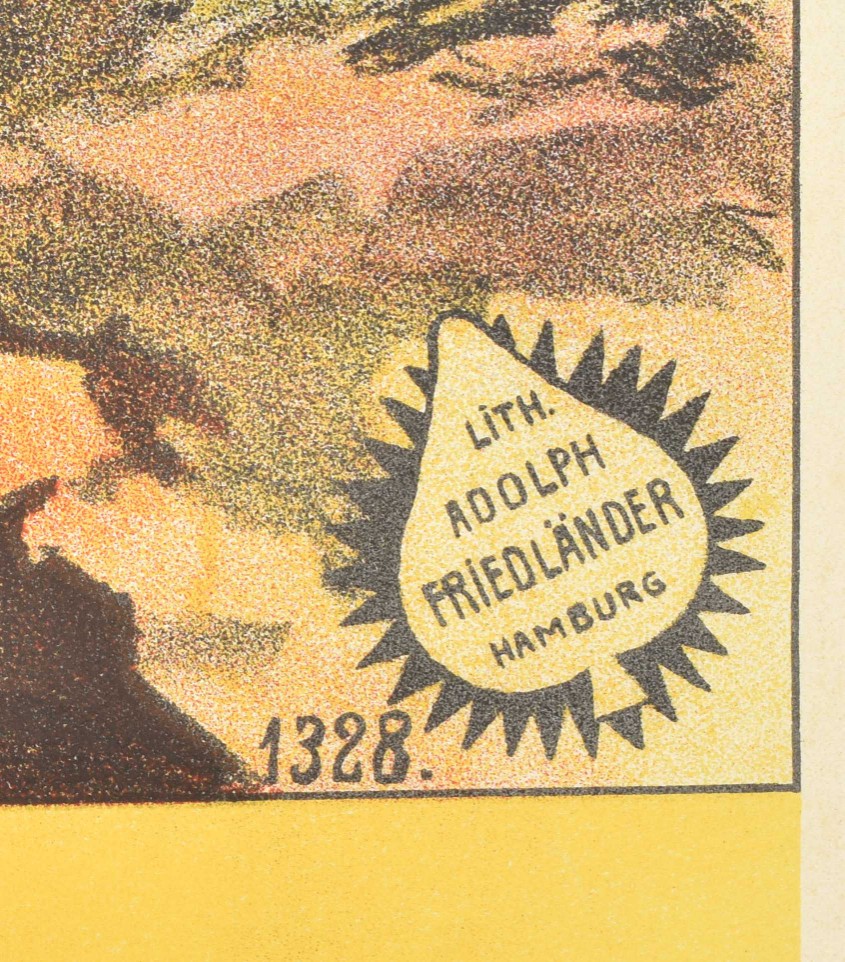 LITH.
ADOLPH
FRIEDLÄNDER
HAMBURG
1328.